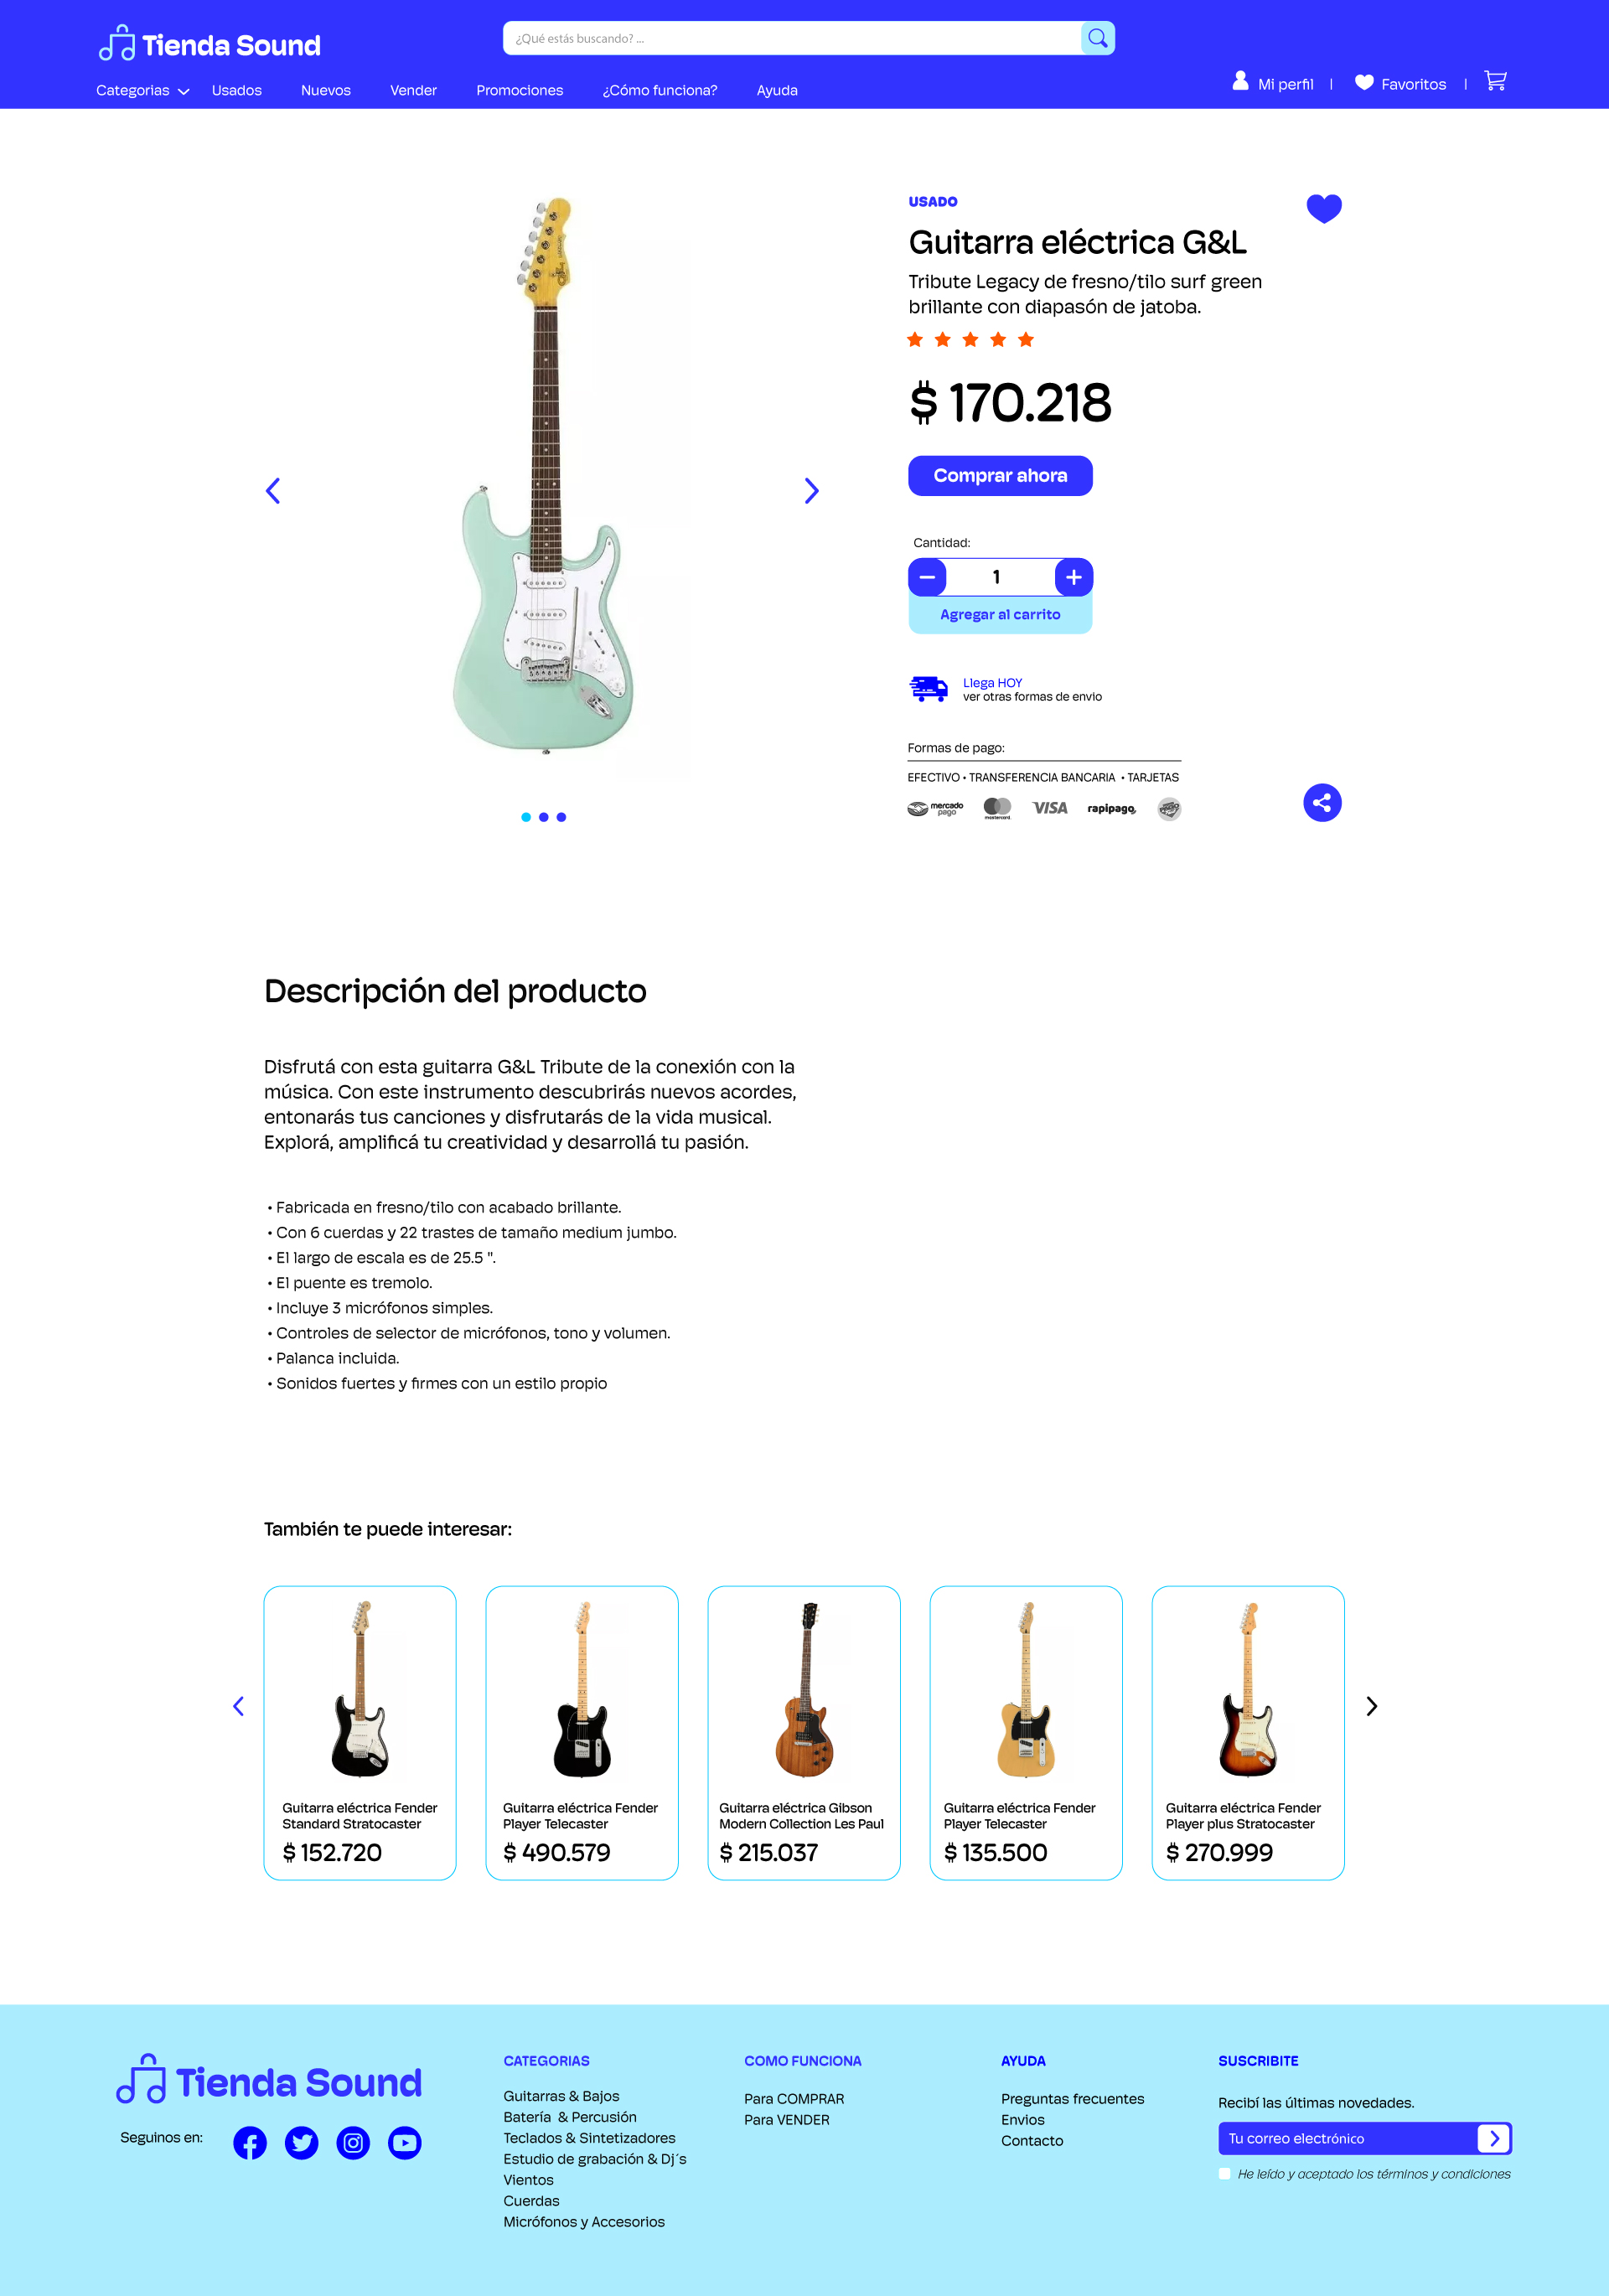 Tienda Sound
¿Qué estás buscando? ...
Categorias
Usados
Nuevos
Vender
Promociones
¿Cómo funciona?
Ayuda
Mi perfil
Favoritos
USADO
Guitarra eléctrica G&L
Tribute Legacy de fresno/tilo surf green
brillante con diapasón de jatoba.
$ 170.218
Comprar ahora
Cantidad:
1
Agregar al carrito
Llega HOY
ver otras formas de envio
Formas de pago:
EFECTIVO • TRANSFERENCIA BANCARIA • TARJETAS
mercado
pago
mastercard.
VISA
rapipago
Descripción del producto
Disfrutá con esta guitarra G&L Tribute de la conexión con la
música. Con este instrumento descubrirás nuevos acordes,
entonarás tus canciones y disfrutarás de la vida musical.
Explorá, amplificá tu creatividad y desarrollá tu pasión.
• Fabricada en fresno/tilo con acabado brillante.
• Con 6 cuerdas y 22 trastes de tamaño medium jumbo.
• El largo de escala es de 25.5 ".
• El puente es tremolo.
• Incluye 3 micrófonos simples.
• Controles de selector de micrófonos, tono y volumen.
• Palanca incluida.
• Sonidos fuertes y firmes con un estilo propio
También te puede interesar:
Guitarra eléctrica Fender
Standard Stratocaster
$ 152.720
Guitarra eléctrica Fender
Player Telecaster
$ 490.579
Guitarra eléctrica Gibson
Modern Collection Les Paul
$ 215.037
Guitarra eléctrica Fender
Player Telecaster
$ 135.500
Guitarra eléctrica Fender
Player plus Stratocaster
$ 270.999
Tienda Sound
Seguinos en:
CATEGORIAS
Guitarras & Bajos
Batería & Percusión
Teclados & Sintetizadores
Estudio de grabación & Dj´s
Vientos
Cuerdas
Micrófonos y Accesorios
COMO FUNCIONA
Para COMPRAR
Para VENDER
AYUDA
Preguntas frecuentes
Envios
Contacto
SUSCRIBITE
Recibí las últimas novedades.
Tu correo electrónico
He leído y aceptado los términos y condiciones